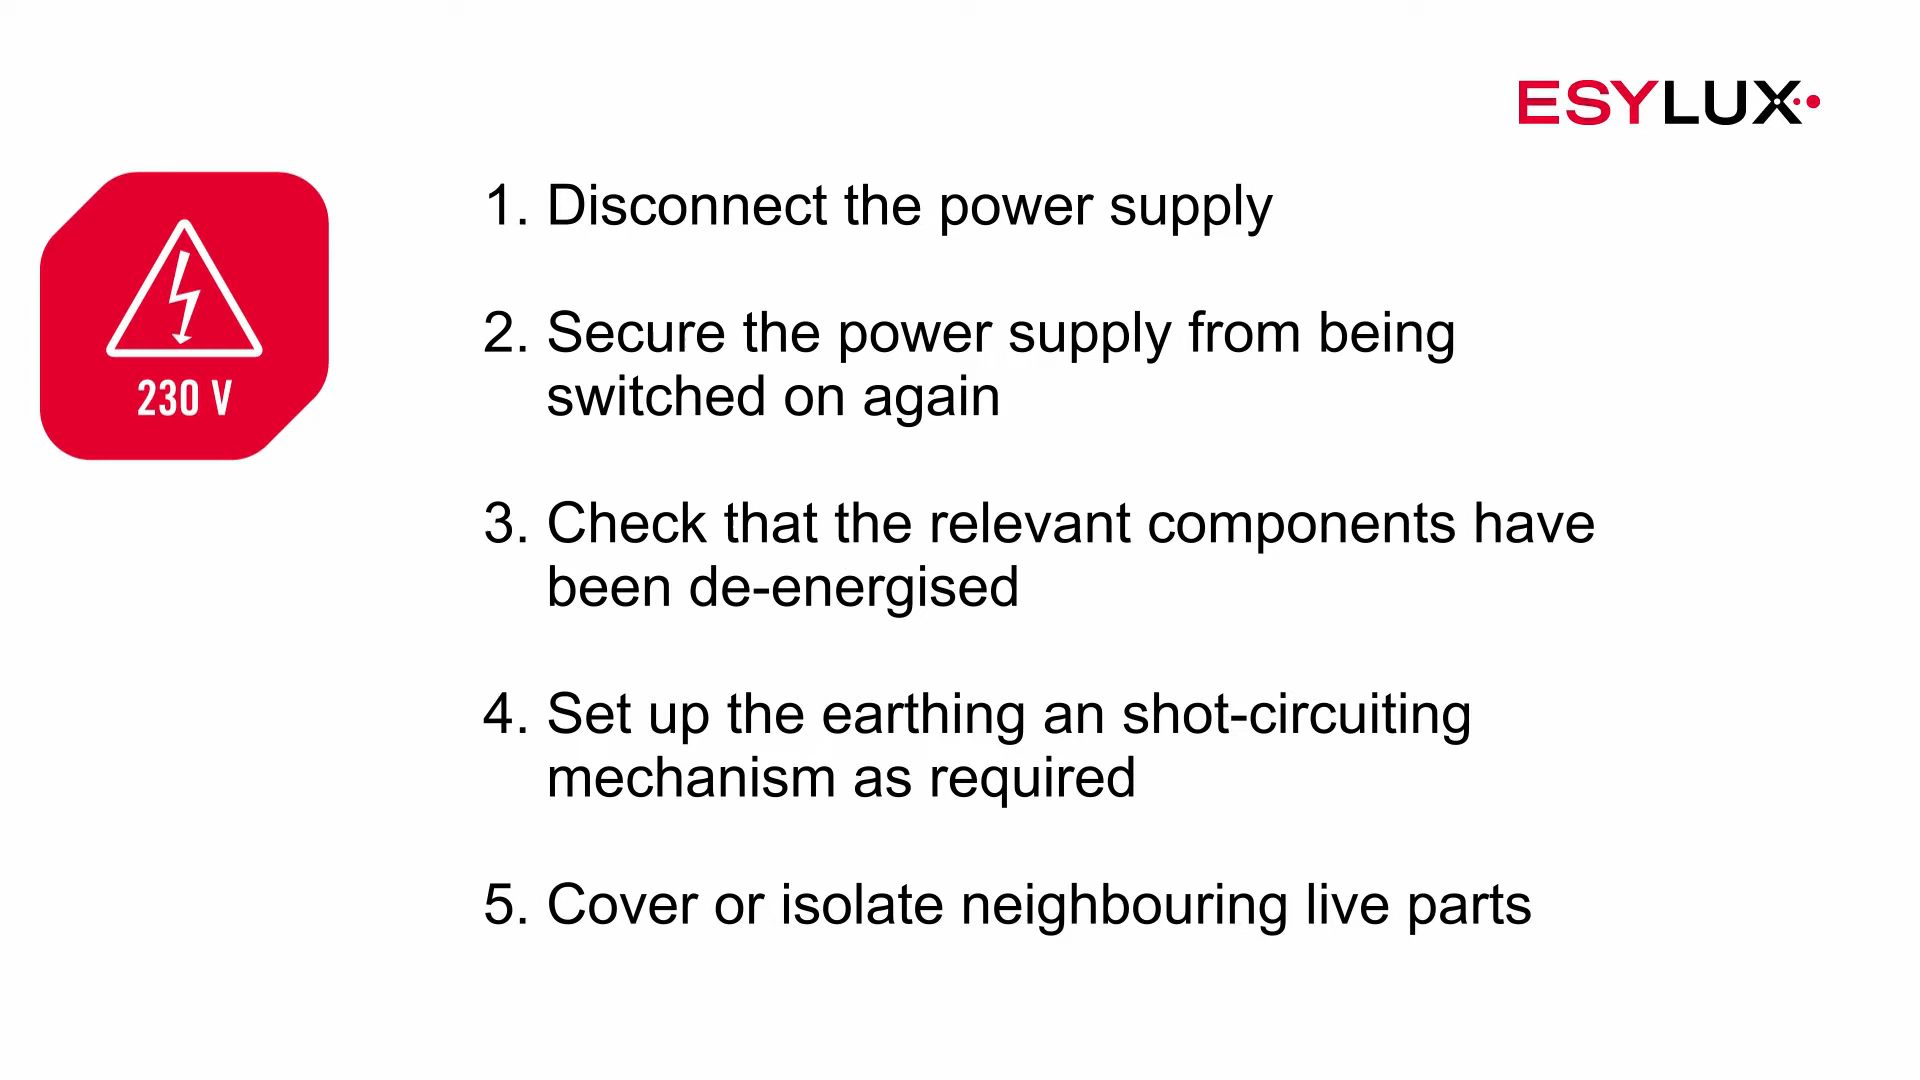 ESYLUX
230 V
1. Disconnect the power supply
2. Secure the power supply from being
switched on again
3. Check that the relevant components have
been de-energised
4. Set up the earthing an shot-circuiting
mechanism as required
5. Cover or isolate neighbouring live parts